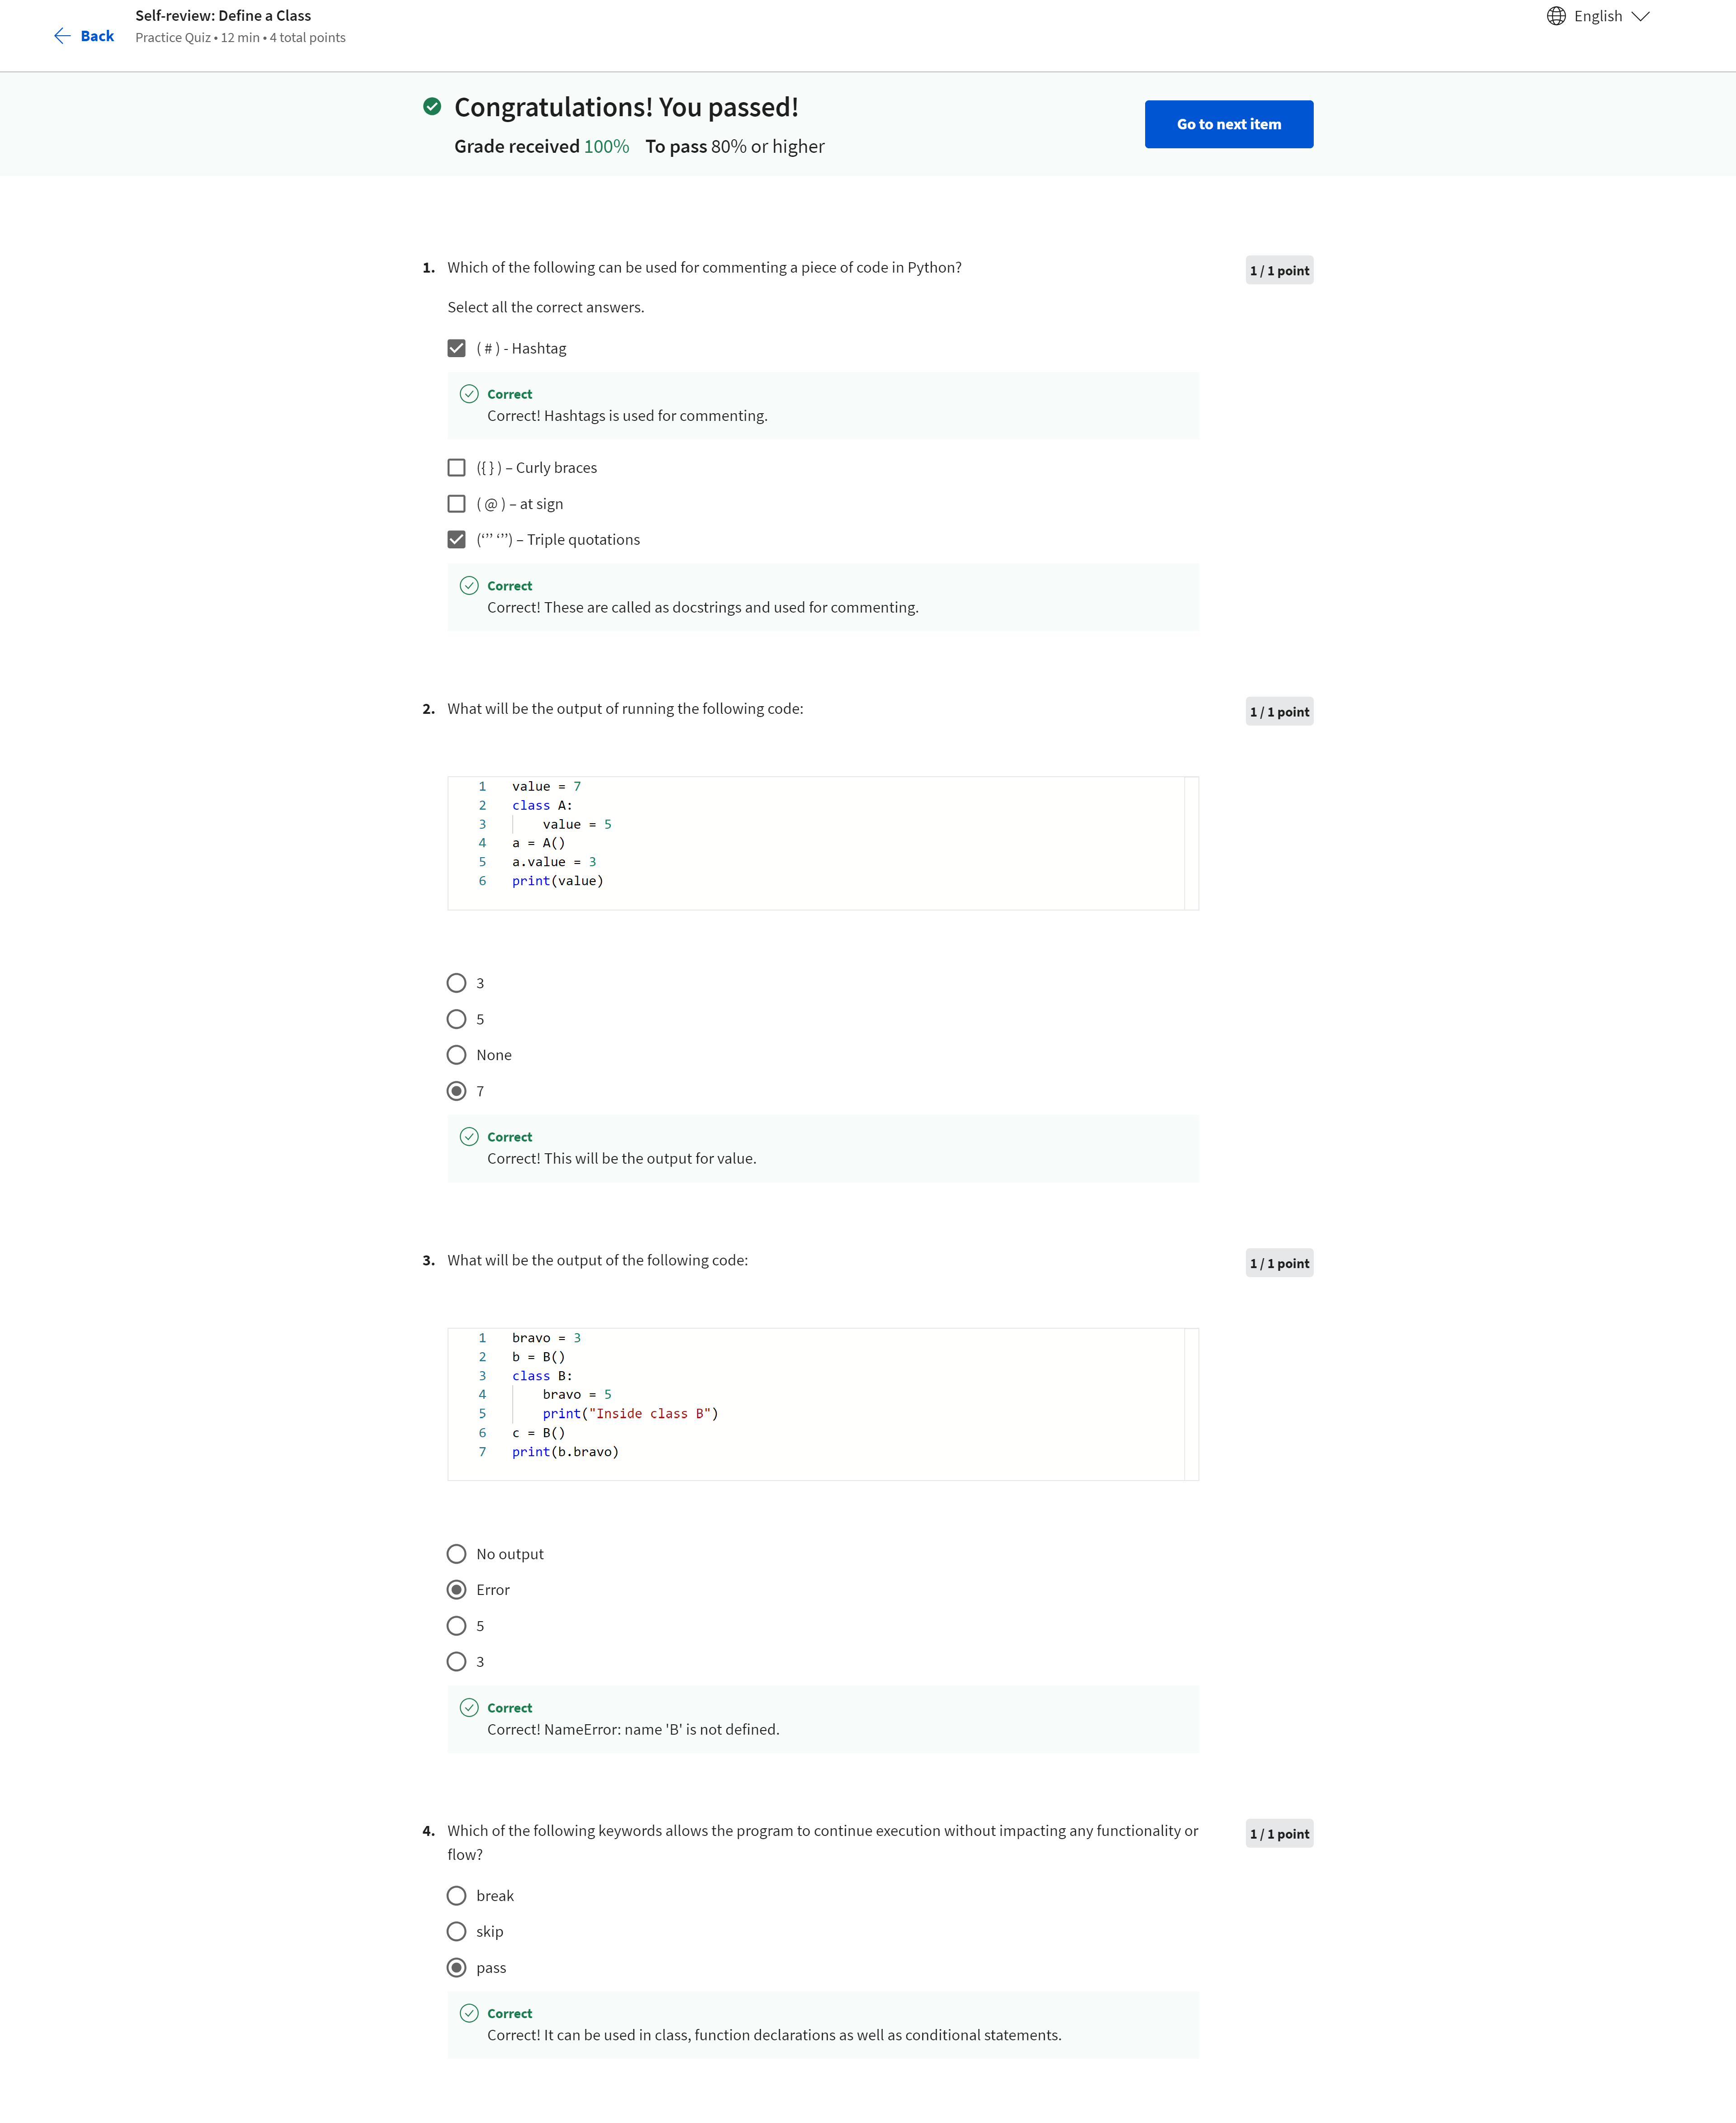 Self-review: Define a Class
Back
Practice Quiz • 12 min • 4 total points
English
Congratulations! You passed!
Grade received 100% To pass 80% or higher
Go to next item
1. Which of the following can be used for commenting a piece of code in Python?
1 / 1 point
Select all the correct answers.
( # ) - Hashtag
Correct
Correct! Hashtags is used for commenting.
({ } ) – Curly braces
( @ ) – at sign
(‘’’ ‘’’) – Triple quotations
Correct
Correct! These are called as docstrings and used for commenting.
2. What will be the output of running the following code:
1 / 1 point
1 value = 7
2 class A:
3     value = 5
4 a = A()
5 a.value = 3
6 print(value)
3
5
None
7
Correct
Correct! This will be the output for value.
3. What will be the output of the following code:
1 / 1 point
1 bravo = 3
2 b = B()
3 class B:
4     bravo = 5
5     print("Inside class B")
6 c = B()
7 print(b.bravo)
No output
Error
5
3
Correct
Correct! NameError: name 'B' is not defined.
4. Which of the following keywords allows the program to continue execution without impacting any functionality or
flow?
1 / 1 point
break
skip
pass
Correct
Correct! It can be used in class, function declarations as well as conditional statements.